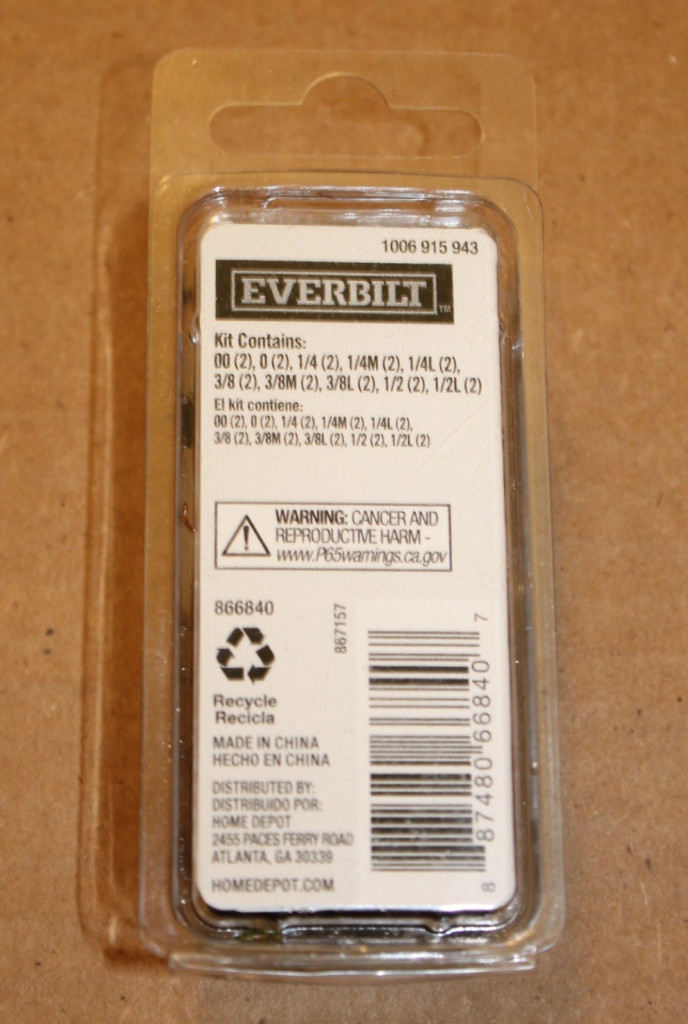 1006 915 943
EVERBILT™
Kit Contains:
00 (2), 0 (2), 1/4 (2), 1/4M (2), 1/4L (2),
3/8 (2), 3/8M (2), 3/8L (2), 1/2 (2), 1/2L (2)
El kit contiene:
00 (2), 0 (2), 1/4 (2), 1/4M (2), 1/4L (2),
3/8 (2), 3/8M (2), 3/8L (2), 1/2 (2), 1/2L (2)
WARNING: CANCER AND
REPRODUCTIVE HARM -
www.P65warnings.ca.gov
866840
867157
Recycle
Recicla
MADE IN CHINA
HECHO EN CHINA
DISTRIBUTED BY:
DISTRIBUIDO POR:
HOME DEPOT
2455 PACES FERRY ROAD
ATLANTA, GA 30339
HOMEDEPOT.COM
8 87480 66840 7